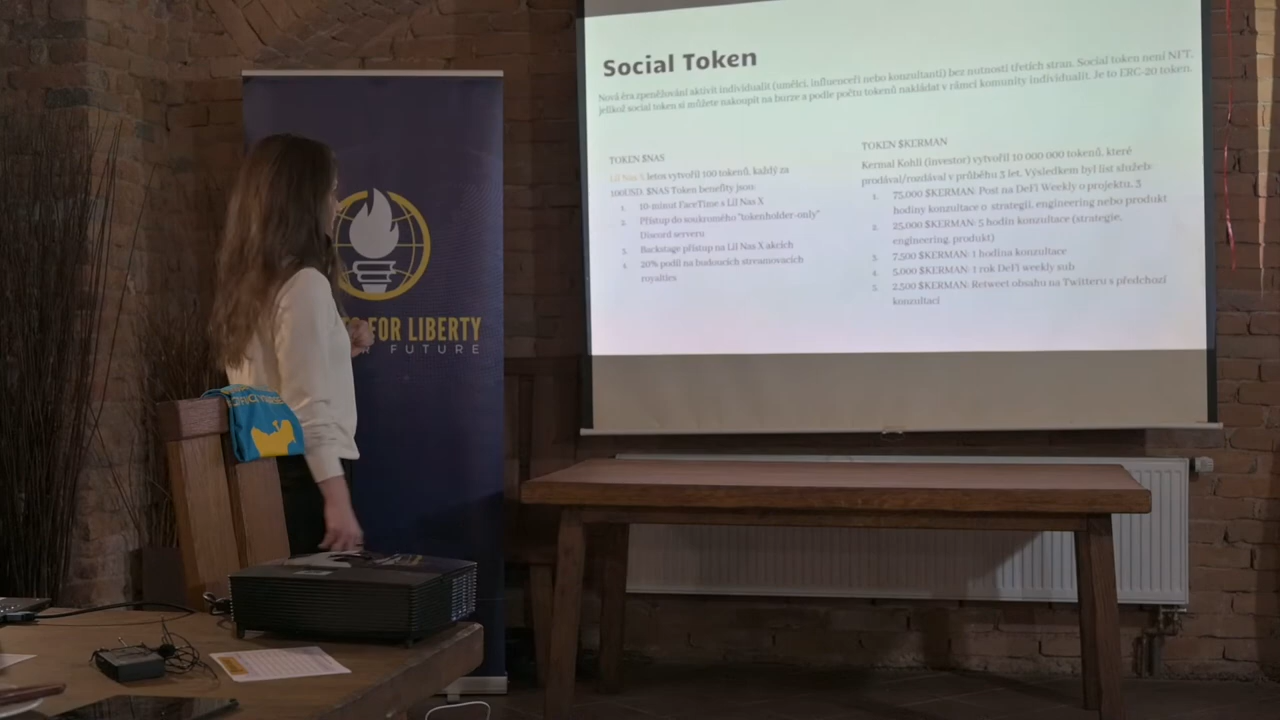 Social Token
Nová éra zpeněžování aktivit individualit (umělci, influenceři nebo konzultanti) bez nutnosti třetích stran. Social token není NFT,
jelikož social token si můžete nakoupit na burze a podle počtu tokenů nakládat v rámci komunity individualit. Je to ERC-20 token.
TOKEN $NAS
Lil Nas X letos vytvořil 100 tokenů, každý za
100USD. $NAS Token benefity jsou:
1. 10-minut FaceTime s Lil Nas X
2. Přístup do soukromého "tokenholder-only"
Discord serveru
3. Backstage přístup na Lil Nas X akcích
4. 20% podíl na budoucích streamovacích
royalties
TOKEN $KERMAN
Kermal Kohli (investor) vytvořil 10 000 000 tokenů, které
prodával/rozdával v průběhu 3 let. Výsledkem byl list služeb:
1. 75,000 $KERMAN: Post na DeFi Weekly o projektu, 3
hodiny konzultace o strategii, engineering nebo produkt
2. 25,000 $KERMAN: 5 hodin konzultace (strategie,
engineering, produkt)
3. 7,500 $KERMAN: 1 hodina konzultace
4. 5,000 $KERMAN: 1 rok DeFi weekly sub
5. 2,500 $KERMAN: Retweet obsahu na Twitteru s předchozí
konzultací
FOR LIBERTY
FUTURE